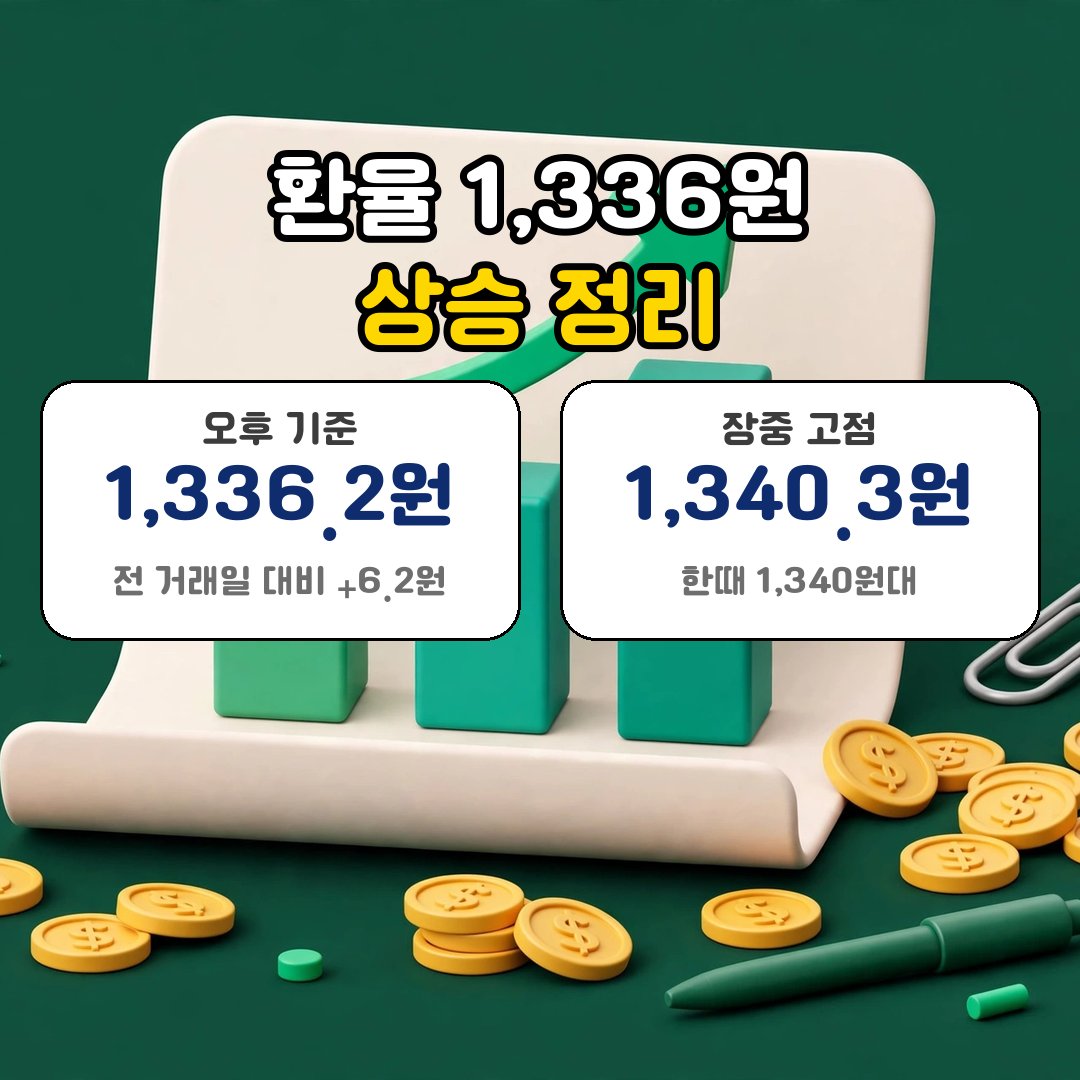 환율 1,336원
상승 정리
오후 기준
1,336.2원
전 거래일 대비 +6.2원
장중 고점
1,340.3원
한때 1,340원대